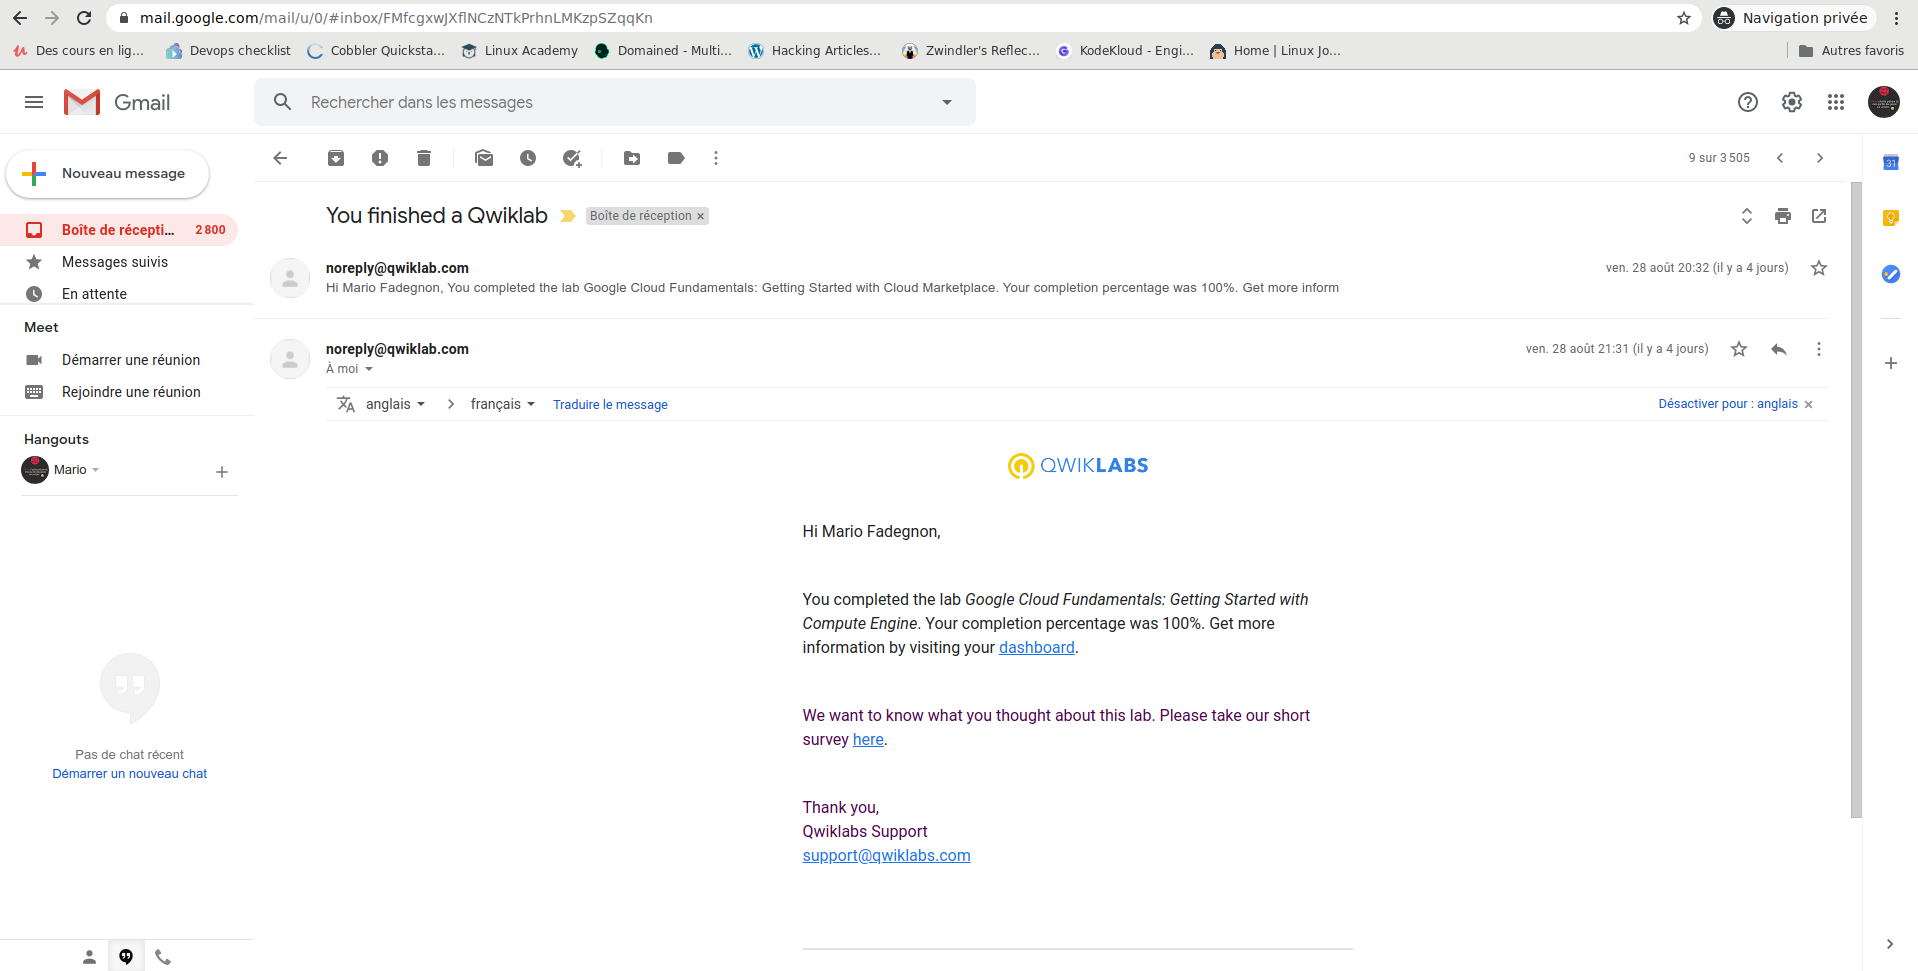 mail.google.com/mail/u/0/#inbox/FMfcgxwJXflNCzNTkPrhnLMKzpSZqqKn
Navigation privée
Des cours en lig...
Devops checklist
Cobbler Quicksta...
Linux Academy
Domained - Multi...
Hacking Articles...
Zwindler's Reflec...
KodeKloud - Engi...
Home | Linux Jo...
Autres favoris
Gmail
Rechercher dans les messages
Nouveau message
9 sur 3 505
31
Boîte de récepti... 2 800
Messages suivis
En attente
Meet
Démarrer une réunion
Rejoindre une réunion
Hangouts
Mario
Pas de chat récent
Démarrer un nouveau chat
You finished a Qwiklab
Boîte de réception ×
noreply@qwiklab.com
ven. 28 août 20:32 (il y a 4 jours)
Hi Mario Fadegnon, You completed the lab Google Cloud Fundamentals: Getting Started with Cloud Marketplace. Your completion percentage was 100%. Get more inform
noreply@qwiklab.com
ven. 28 août 21:31 (il y a 4 jours)
À moi
anglais > français Traduire le message
Désactiver pour : anglais ×
QWIKLABS
Hi Mario Fadegnon,
You completed the lab Google Cloud Fundamentals: Getting Started with
Compute Engine. Your completion percentage was 100%. Get more
information by visiting your dashboard.
We want to know what you thought about this lab. Please take our short
survey here.
Thank you,
Qwiklabs Support
support@qwiklabs.com